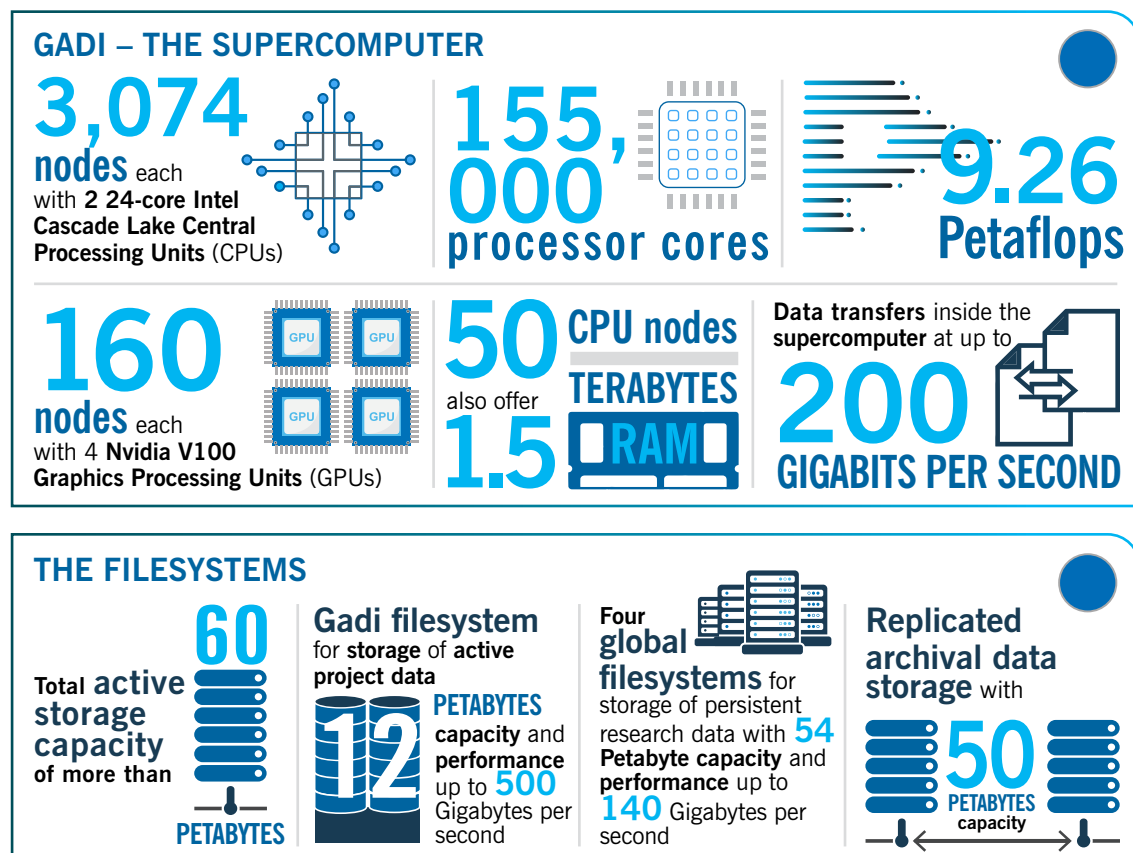 GADI – THE SUPERCOMPUTER
3,074
nodes each
with 2 24-core Intel
Cascade Lake Central
Processing Units (CPUs)
155,
000
processor cores
9.26
Petaflops
160
nodes each
with 4 Nvidia V100
Graphics Processing Units (GPUs)
GPU
GPU
GPU
GPU
50
CPU nodes
also offer
1.5
TERABYTES
RAM
Data transfers inside the
supercomputer at up to
200
GIGABITS PER SECOND
THE FILESYSTEMS
Total active
storage
capacity
of more than
60
PETABYTES
Gadi filesystem
for storage of active
project data
12
PETABYTES
capacity and
performance
up to 500
Gigabytes per
second
Four
global
filesystems for
storage of persistent
research data with 54
Petabyte capacity and
performance up to
140 Gigabytes per
second
Replicated
archival data
storage with
50
PETABYTES
capacity